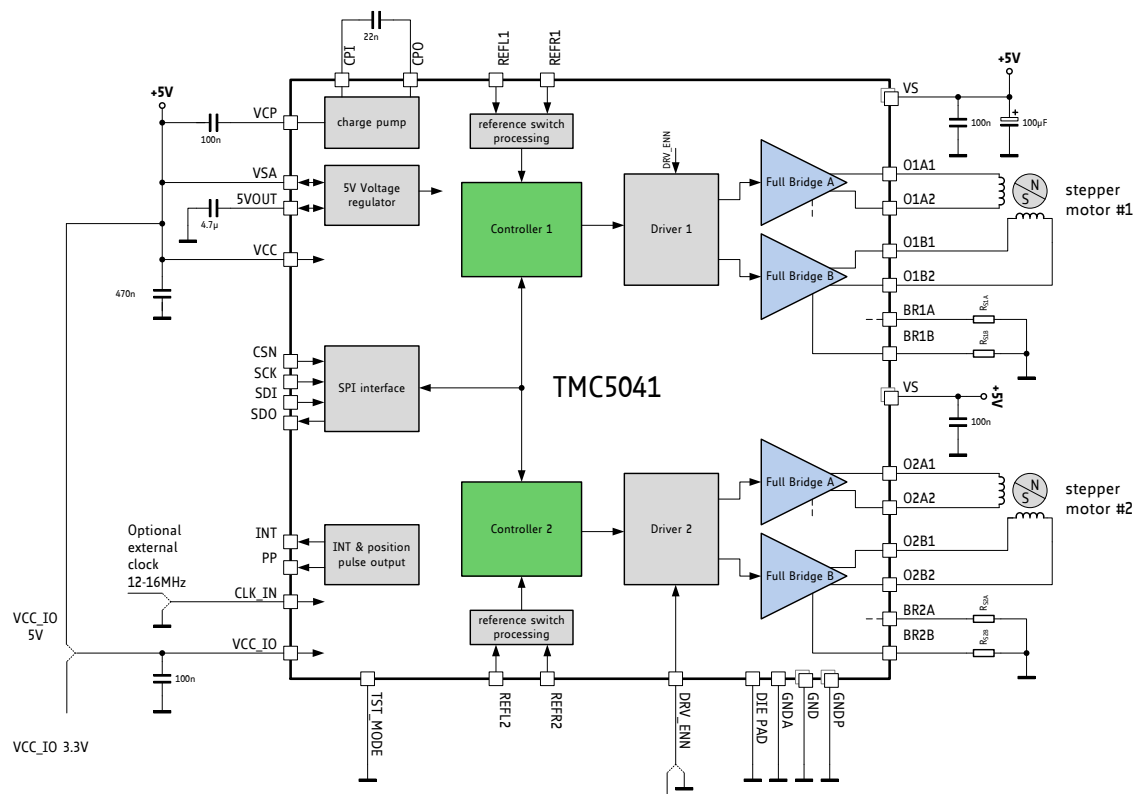 22n
CPI
CPO
REFL1
REFR1
+5V
VCP
100n
charge pump
reference switch
processing
VSA
5VOUT
4.7µ
5V Voltage
regulator
VCC
470n
Controller 1
DRV_ENN
Driver 1
Full Bridge A
Full Bridge B
+5V
VS
100n
+
100µF
O1A1
O1A2
O1B1
O1B2
BR1A
BR1B
RS1A
RS1B
N
S
stepper
motor #1
CSN
SCK
SDI
SDO
SPI interface
TMC5041
VS
+5V
100n
Controller 2
Driver 2
Full Bridge A
Full Bridge B
O2A1
O2A2
O2B1
O2B2
BR2A
BR2B
RS2A
RS2B
N
S
stepper
motor #2
INT
PP
INT & position
pulse output
Optional
external
clock
12-16MHz
CLK_IN
VCC_IO
5V
VCC_IO
100n
reference switch
processing
VCC_IO 3.3V
TST_MODE
REFL2
REFR2
DRV_ENN
DIE PAD
GNDA
GND
GNDP